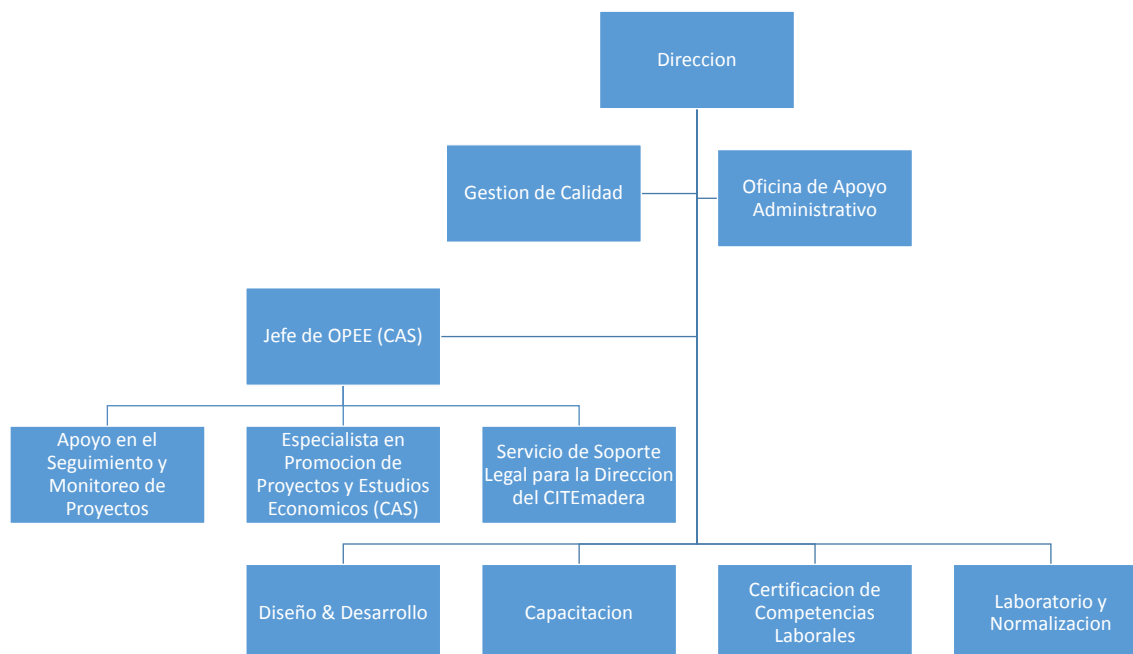 Direccion
Gestion de Calidad
Oficina de Apoyo
Administrativo
Jefe de OPEE (CAS)
Apoyo en el
Seguimiento y
Monitoreo de
Proyectos
Especialista en
Promocion de
Proyectos y Estudios
Economicos (CAS)
Servicio de Soporte
Legal para la Direccion
del CITEmadera
Diseño & Desarrollo
Capacitacion
Certificacion de
Competencias
Laborales
Laboratorio y
Normalizacion